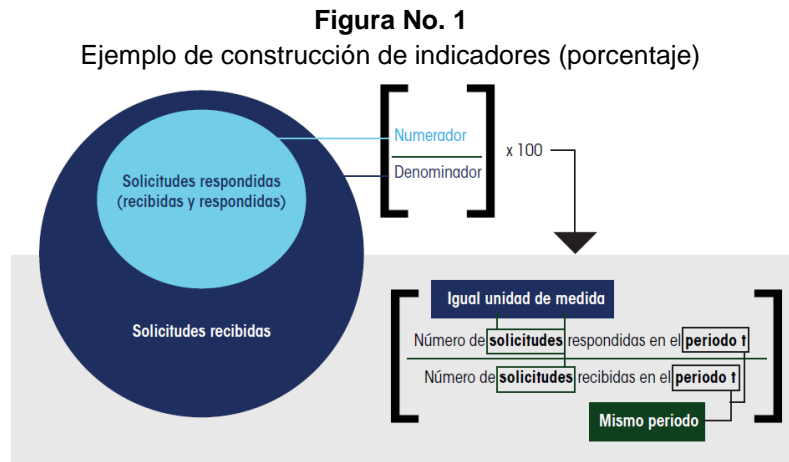 Figura No. 1
Ejemplo de construcción de indicadores (porcentaje)
Numerador
Denominador
x 100
Solicitudes respondidas
(recibidas y respondidas)
Solicitudes recibidas
Igual unidad de medida
Número de solicitudes respondidas en el periodo t
Número de solicitudes recibidas en el periodo t
Mismo periodo